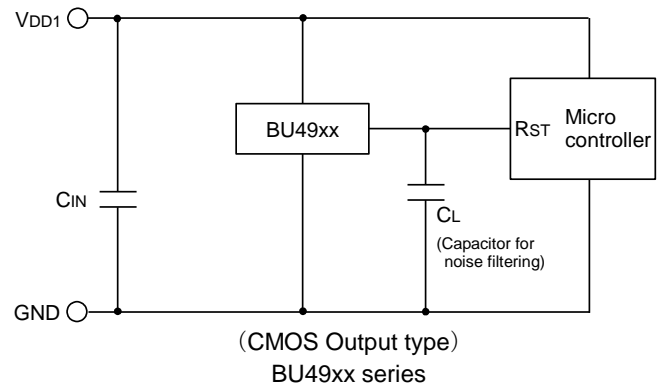 VDD1
BU49xx
RST
Micro
controller
CIN
CL
(Capacitor for
noise filtering)
GND
（CMOS Output type）
BU49xx series